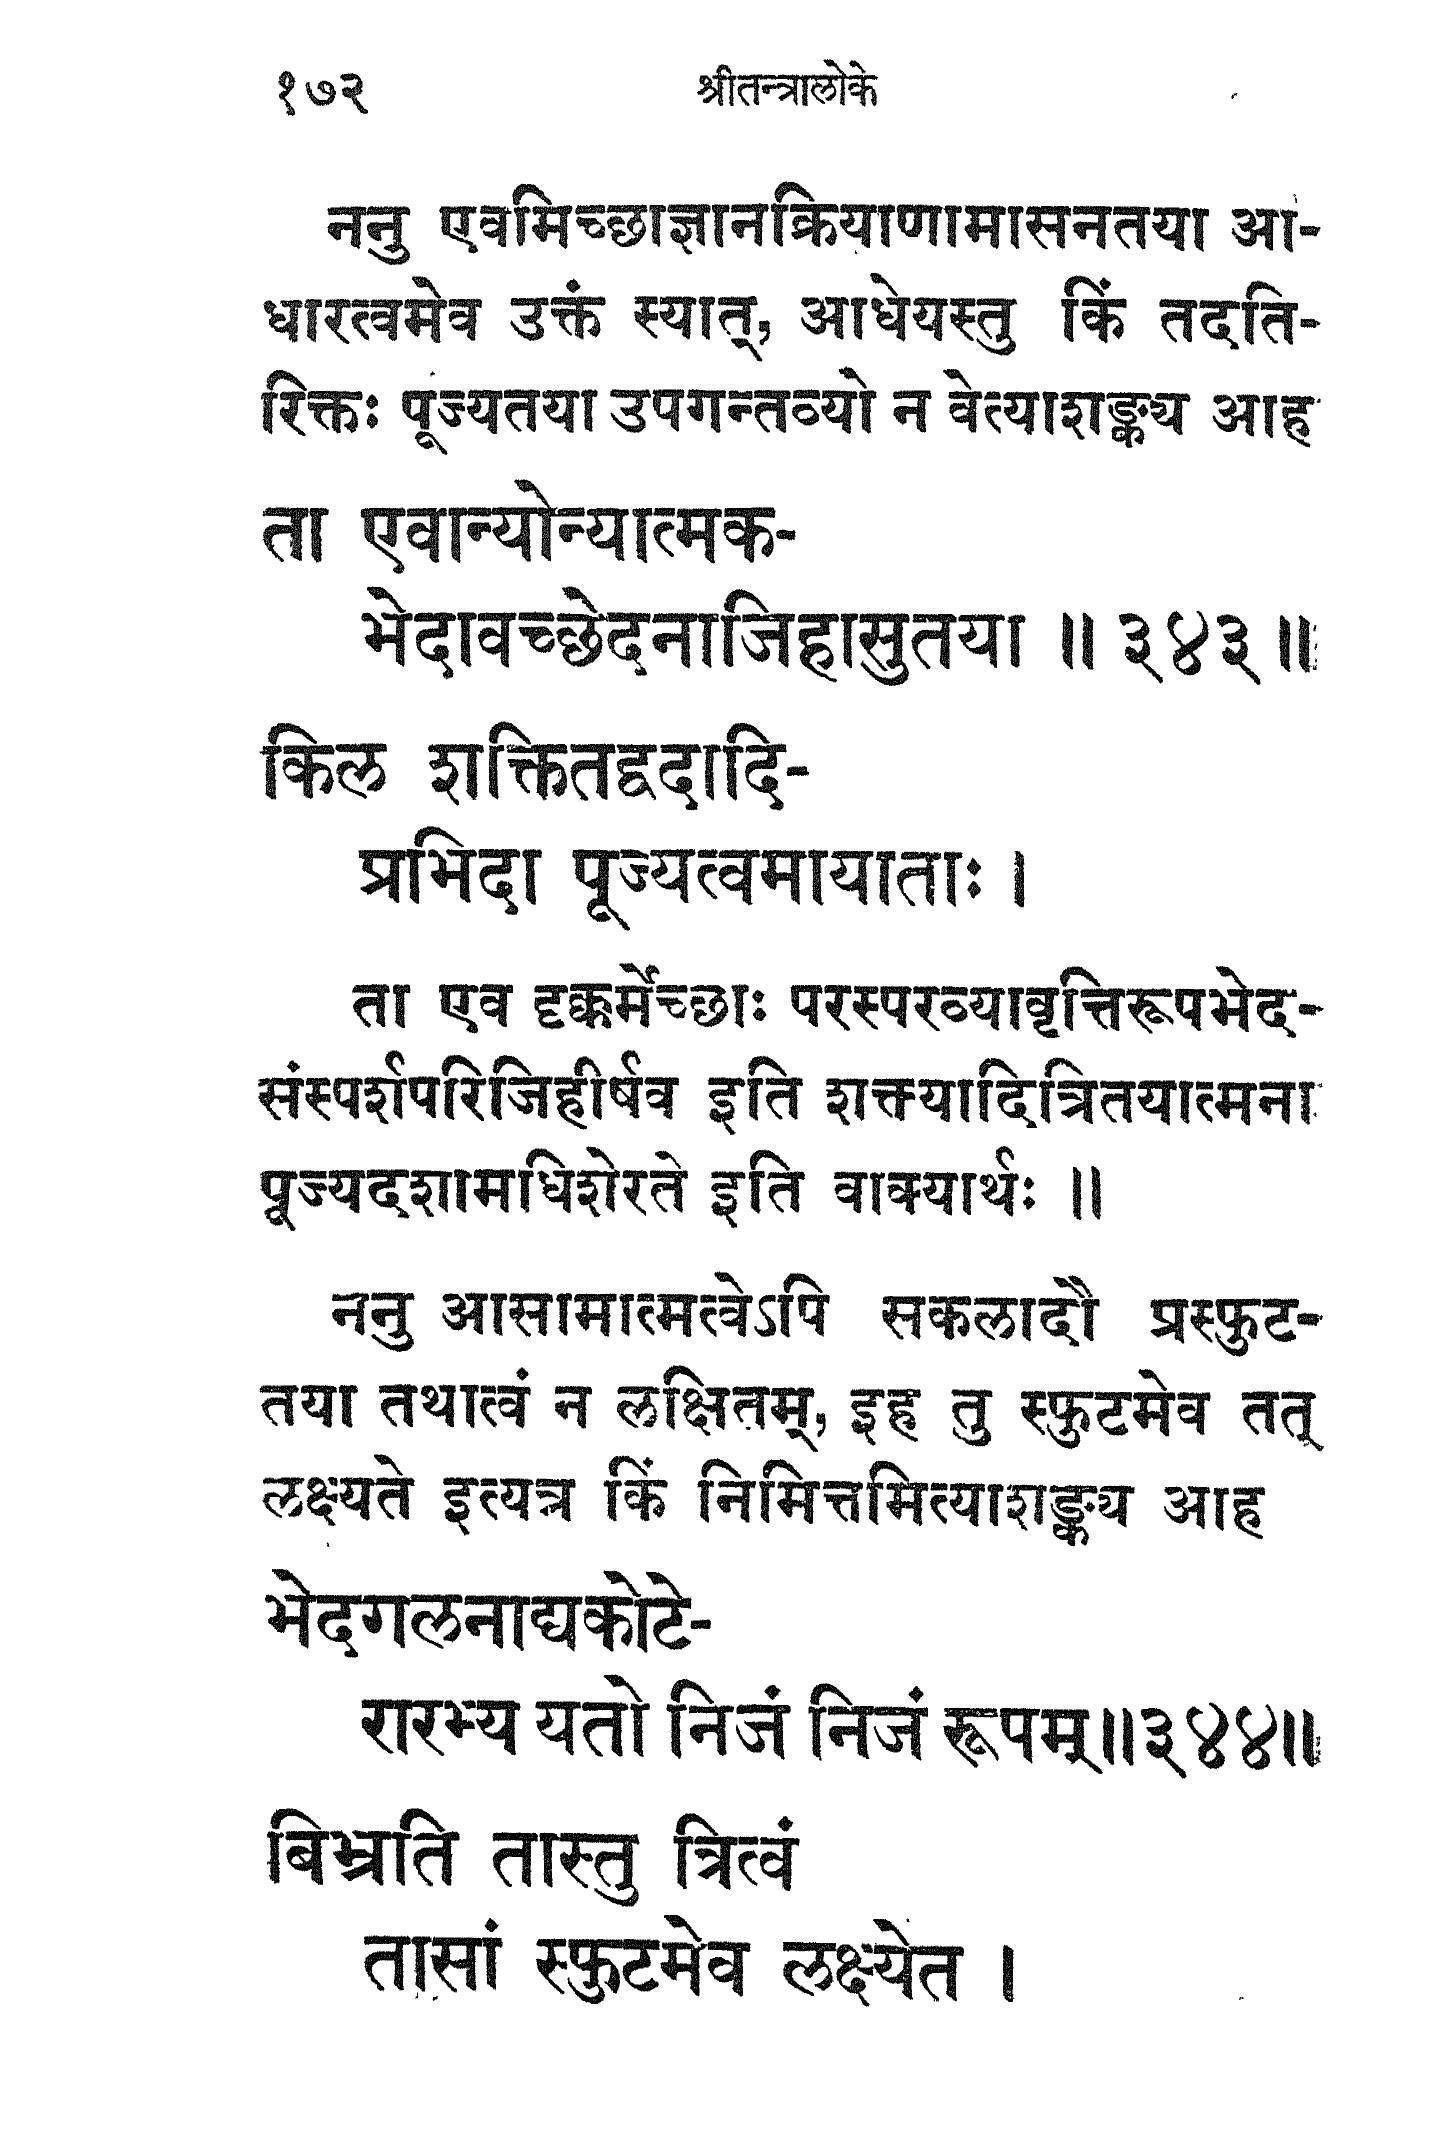 १७२ श्रीतन्त्रालोके
ननु एवमिच्छाज्ञानक्रियाणामासनतया आ-
धारत्वमेव उक्तं स्यात्, आधेयस्तु किं तदति-
रिक्तः पूज्यतया उपगन्तव्यो न वेत्याशङ्क्य आह
ता एवान्योन्यात्मक-
भेदावच्छेदनाजिहासुतया ॥ ३४३ ॥
किल शक्तितद्वदादि-
प्रभिदा पूज्यत्वमायाताः ।
ता एव दृक्कर्मेच्छाः परस्परव्यावृत्तिरूपभेद-
संस्पर्शपरिजिहीर्षव इति शक्त्यादित्रितयात्मना
पूज्यदशामधिशेरते इति वाक्यार्थः ॥
ननु आसामात्मत्वेऽपि सकलादौ प्रस्फुट-
तया तथात्वं न लक्षितम्, इह तु स्फुटमेव तत्
लक्ष्यते इत्यत्र किं निमित्तमित्याशङ्क्य आह
भेदगलनाद्यकोटे-
रारभ्य यतो निजं निजं रूपम्॥३४४॥
बिभ्रति तास्तु त्रित्वं
तासां स्फुटमेव लक्ष्येत ।